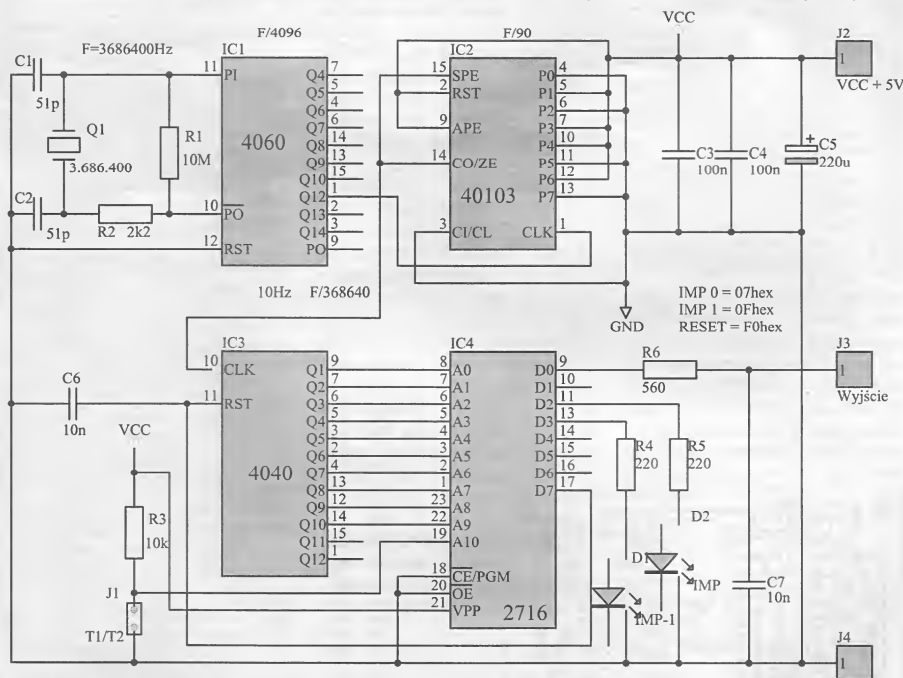 VCC
F=3686400Hz
F/4096
F/90
C1
51p
Q1
3.686.400
R1
10M
C2
51p
R2 2k2
IC1
4060
11 PI
10 PO
12 RST
Q4 7
Q5 5
Q6 4
Q7 6
Q8 14
Q9 13
Q10 15
Q12 1
Q13 2
Q14 3
PO 9
IC2
40103
15 SPE
2 RST
9 APE
14 CO/ZE
3 CI/CL
P0 4
P1 5
P2 6
P3 7
P4 10
P5 11
P6 12
P7 13
CLK 1
C3
100n
C4
100n
+
C5
220u
J2
1
VCC + 5V
10Hz F/368640
GND
IMP 0 = 07hex
IMP 1 = 0Fhex
RESET = F0hex
IC3
4040
10 CLK
11 RST
Q1 9
Q2 7
Q3 6
Q4 5
Q5 3
Q6 2
Q7 4
Q8 13
Q9 12
Q10 14
Q11 15
Q12 1
C6
10n
VCC
R3
10k
J1
T1/T2
IC4
2716
8 A0
7 A1
6 A2
5 A3
4 A4
3 A5
2 A6
1 A7
23 A8
22 A9
19 A10
18 CE/PGM
20 OE
21 VPP
D0 9
D1 10
D2 11
D3 13
D4 14
D5 15
D6 16
D7 17
R6
560
R4
220
R5
220
D2
D1
IMP
IMP-1
C7
10n
J3
1
Wyjście
J4
1